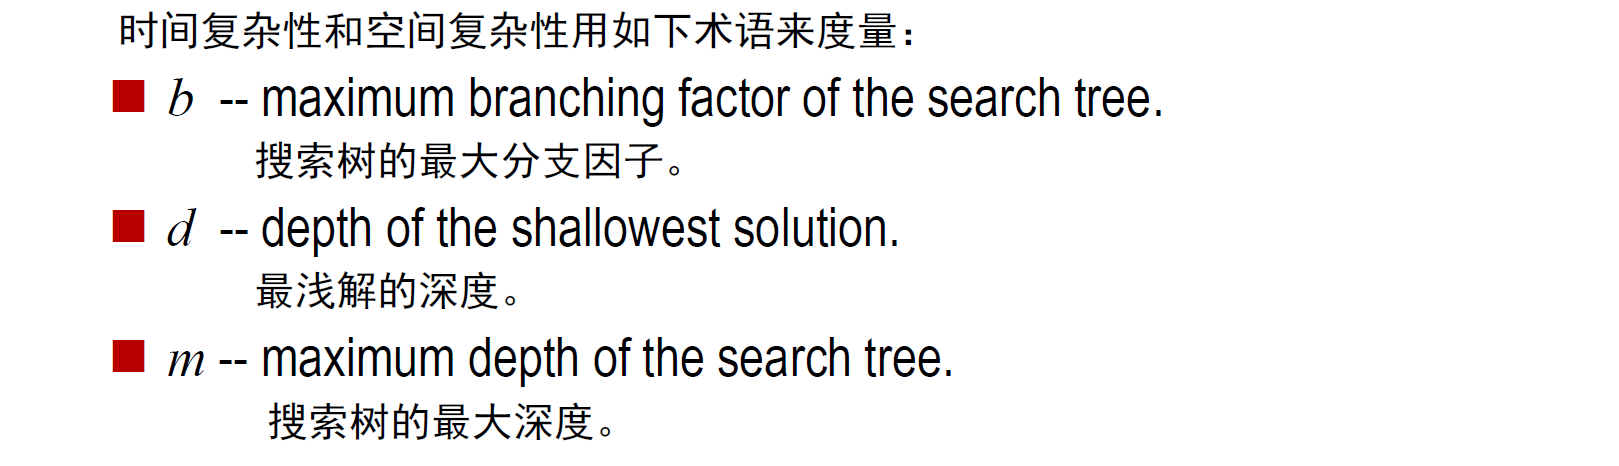 时间复杂性和空间复杂性用如下术语来度量：
■ b -- maximum branching factor of the search tree.
搜索树的最大分支因子。
■ d -- depth of the shallowest solution.
最浅解的深度。
■ m -- maximum depth of the search tree.
搜索树的最大深度。